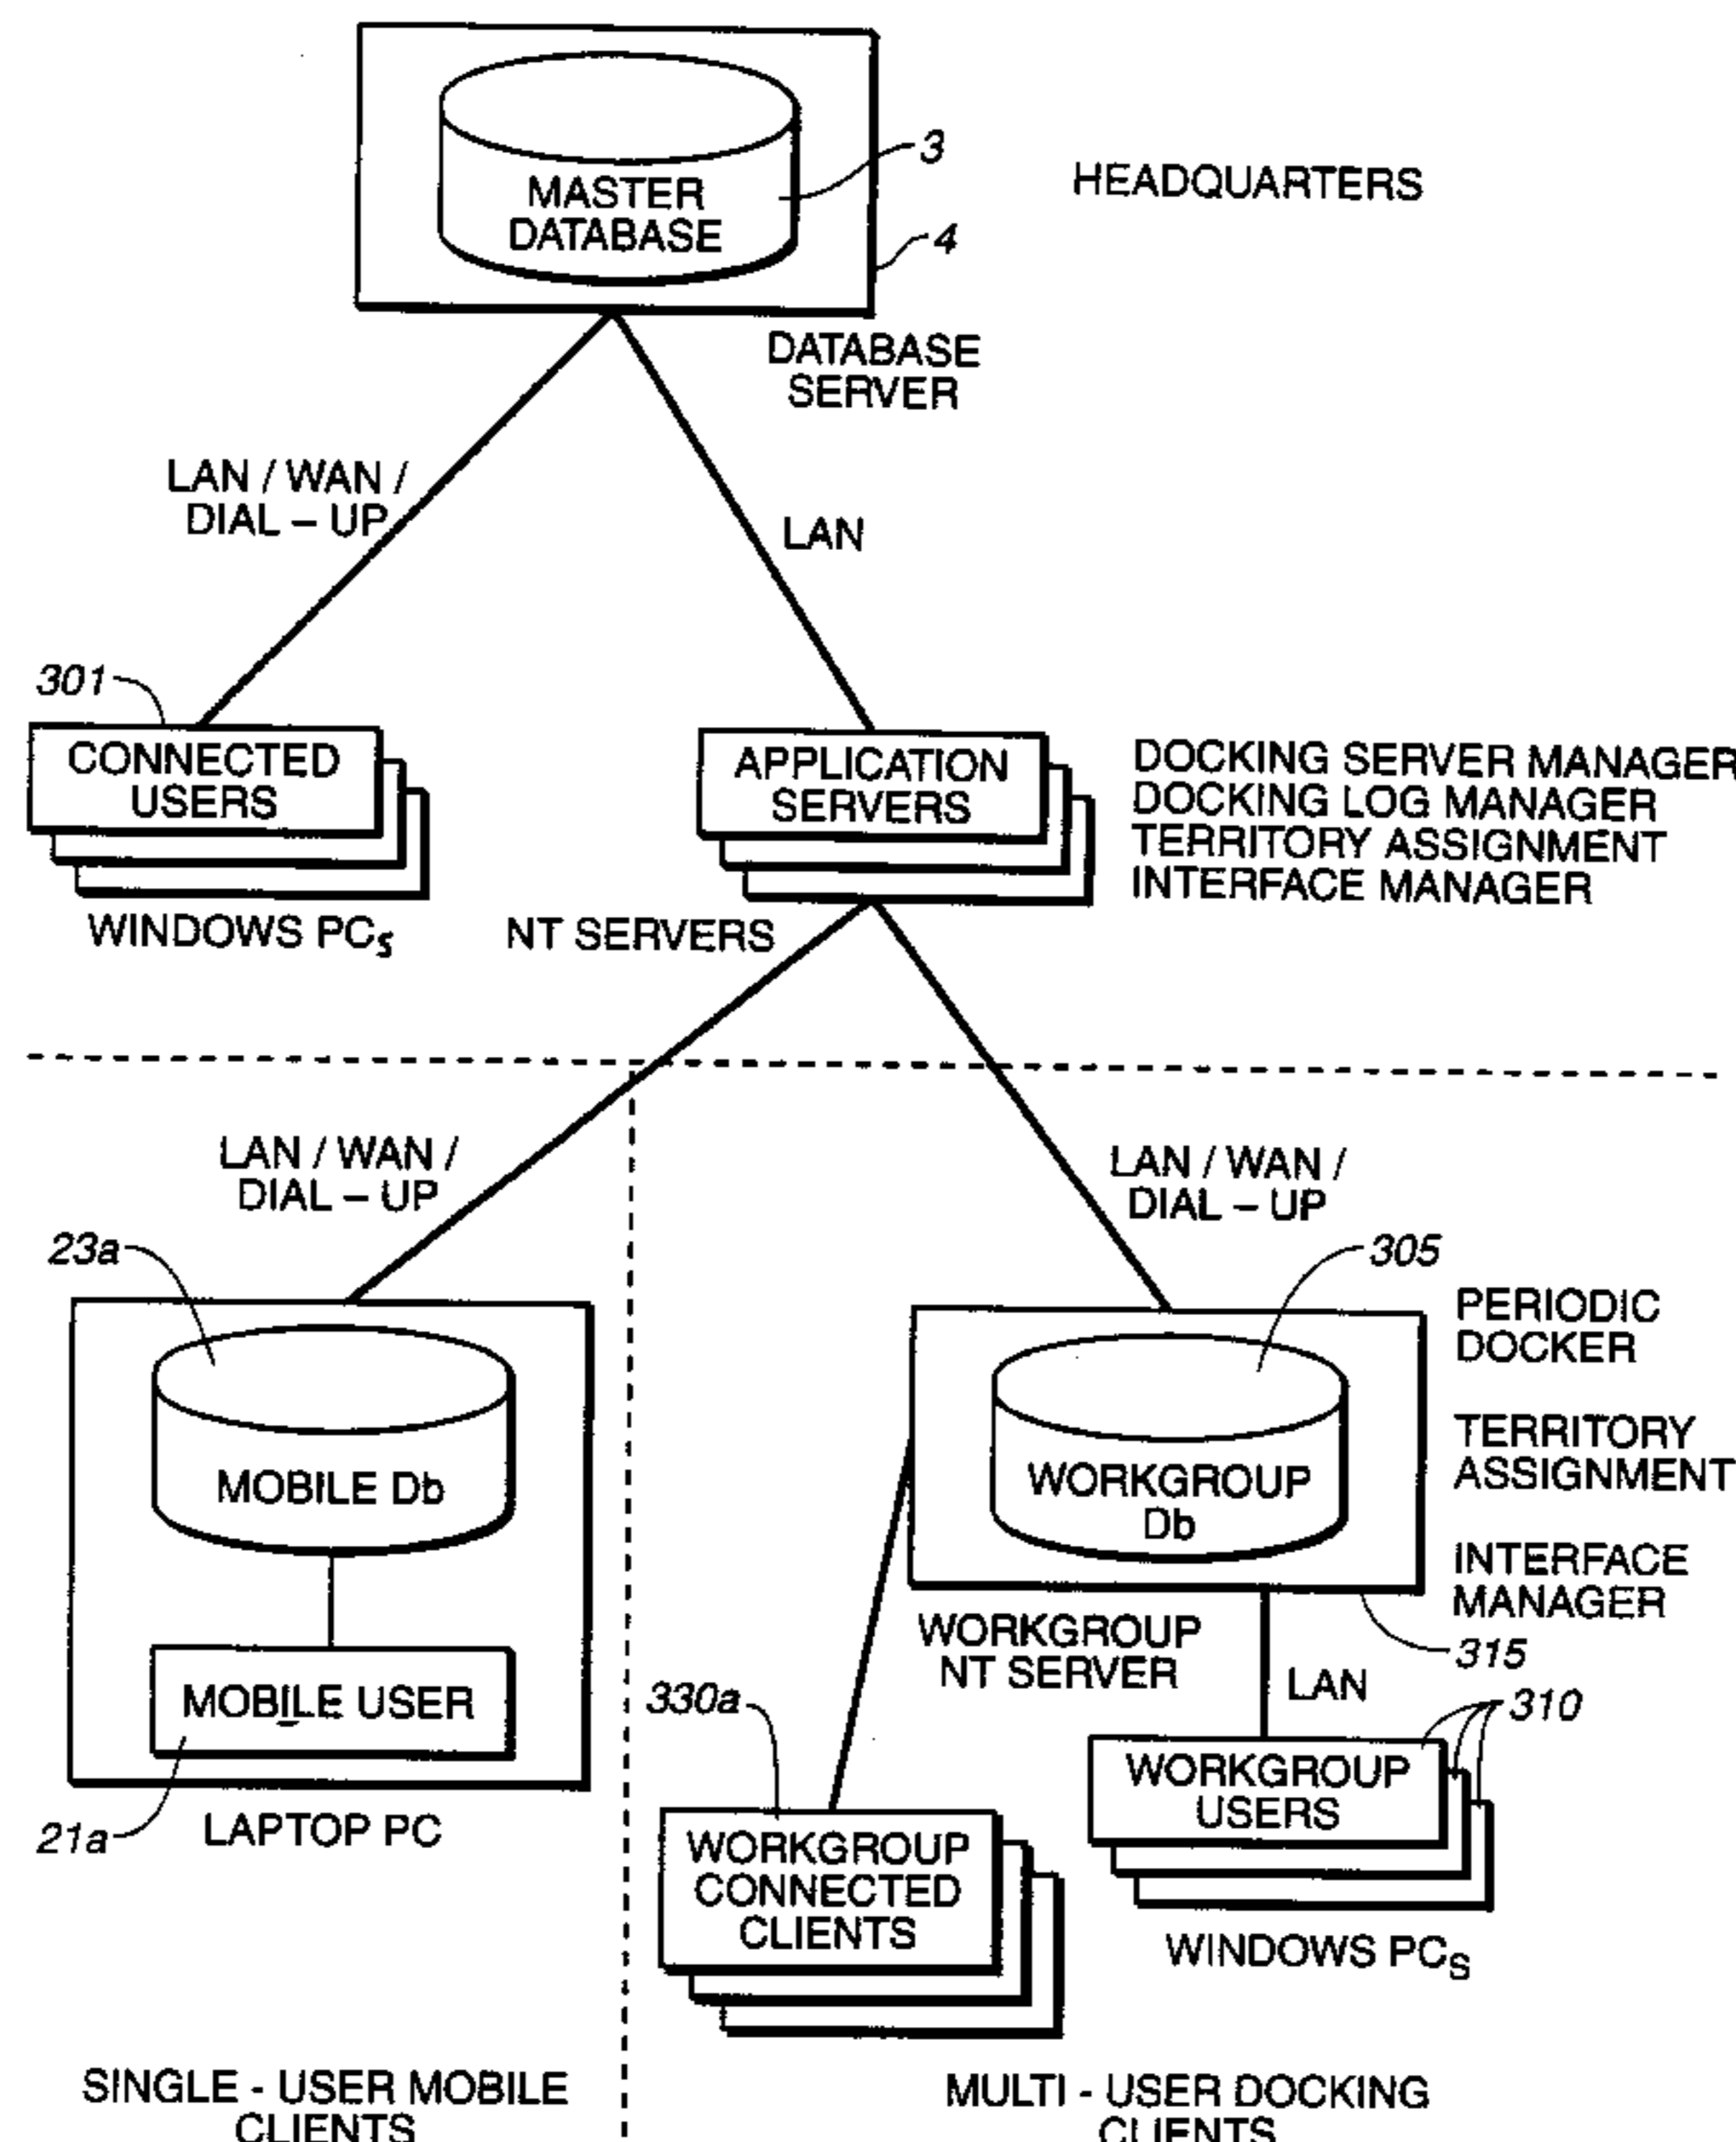 MASTER
DATABASE
3
4
HEADQUARTERS
DATABASE
SERVER
LAN / WAN /
DIAL – UP
LAN
301
CONNECTED
USERS
WINDOWS PCs
APPLICATION
SERVERS
NT SERVERS
DOCKING SERVER MANAGER
DOCKING LOG MANAGER
TERRITORY ASSIGNMENT
INTERFACE MANAGER
LAN / WAN /
DIAL – UP
LAN / WAN /
DIAL – UP
23a
MOBILE Db
MOBILE USER
21a
LAPTOP PC
305
WORKGROUP
Db
PERIODIC
DOCKER
TERRITORY
ASSIGNMENT
INTERFACE
MANAGER
315
WORKGROUP
NT SERVER
LAN
310
330a
WORKGROUP
CONNECTED
CLIENTS
WORKGROUP
USERS
WINDOWS PCS
SINGLE - USER MOBILE
CLIENTS
MULTI - USER DOCKING
CLIENTS